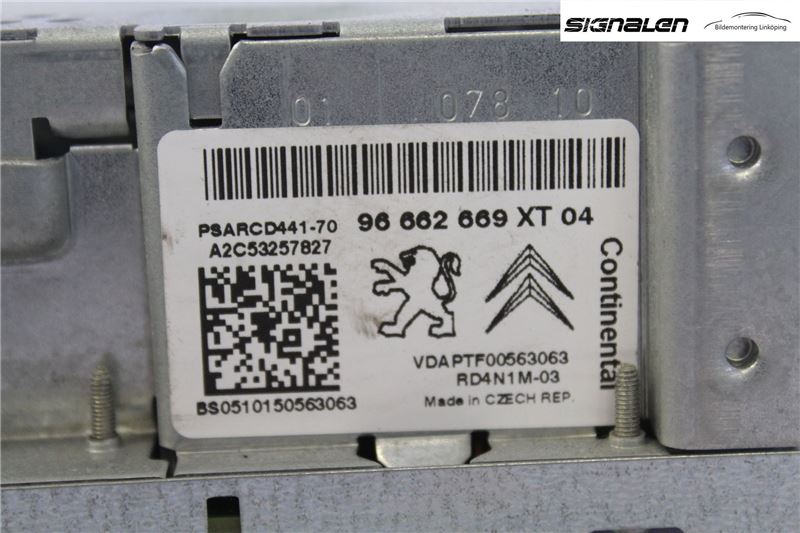 SIGNALEN
Bildemontering Linköping
01 078 10
PSARCD441-70
96 662 669 XT 04
A2C53257827
Continental
VDAPTF00563063
RD4N1M-03
BS0510150563063
Made in CZECH REP.